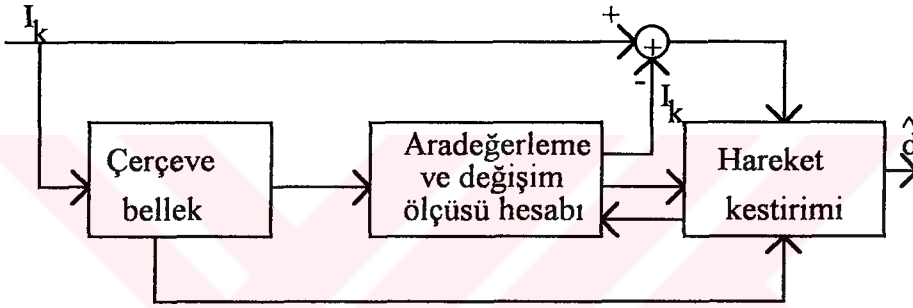 I_k
+
+
-
I_k
Çerçeve
bellek
Aradeğerleme
ve değişim
ölçüsü hesabı
Hareket
kestirimi
d̂